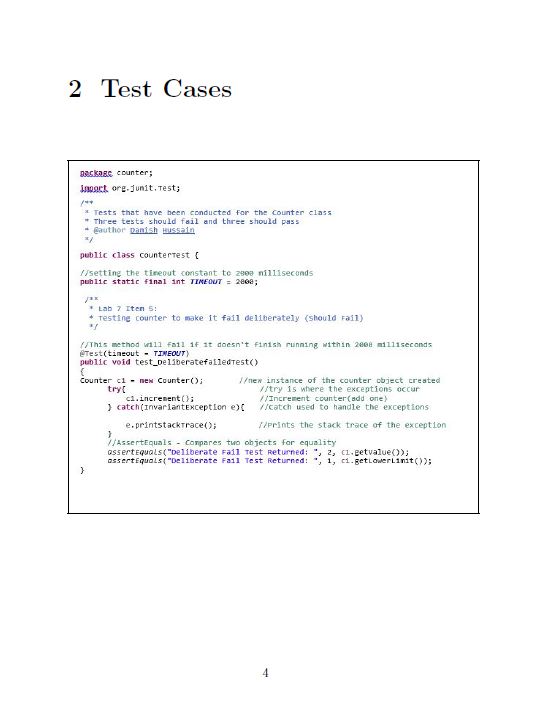 2 Test Cases
package counter;
import org.junit.Test;
/**
* Tests that have been conducted for the Counter class
* Three tests should fail and three should pass
* @author Danish Hussain
*/
public class CounterTest {
//Setting the timeout constant to 2000 milliseconds
public static final int TIMEOUT = 2000;
/**
* Lab 7 Item 5:
* Testing counter to make it fail deliberately (Should Fail)
*/
//This method will fail if it doesn't finish running within 2000 milliseconds
@Test(timeout = TIMEOUT)
public void test_DeliberatefailedTest()
{
Counter c1 = new Counter(); //new instance of the counter object created
try{ //try is where the exceptions occur
c1.increment(); //Increment counter(add one)
} catch(InvariantException e){ //Catch used to handle the exceptions
e.printStackTrace(); //Prints the stack trace of the exception
}
//AssertEquals - Compares two objects for equality
assertEquals("Deliberate Fail Test Returned: ", 2, c1.getValue());
assertEquals("Deliberate Fail Test Returned: ", 1, c1.getLowerLimit());
}
4